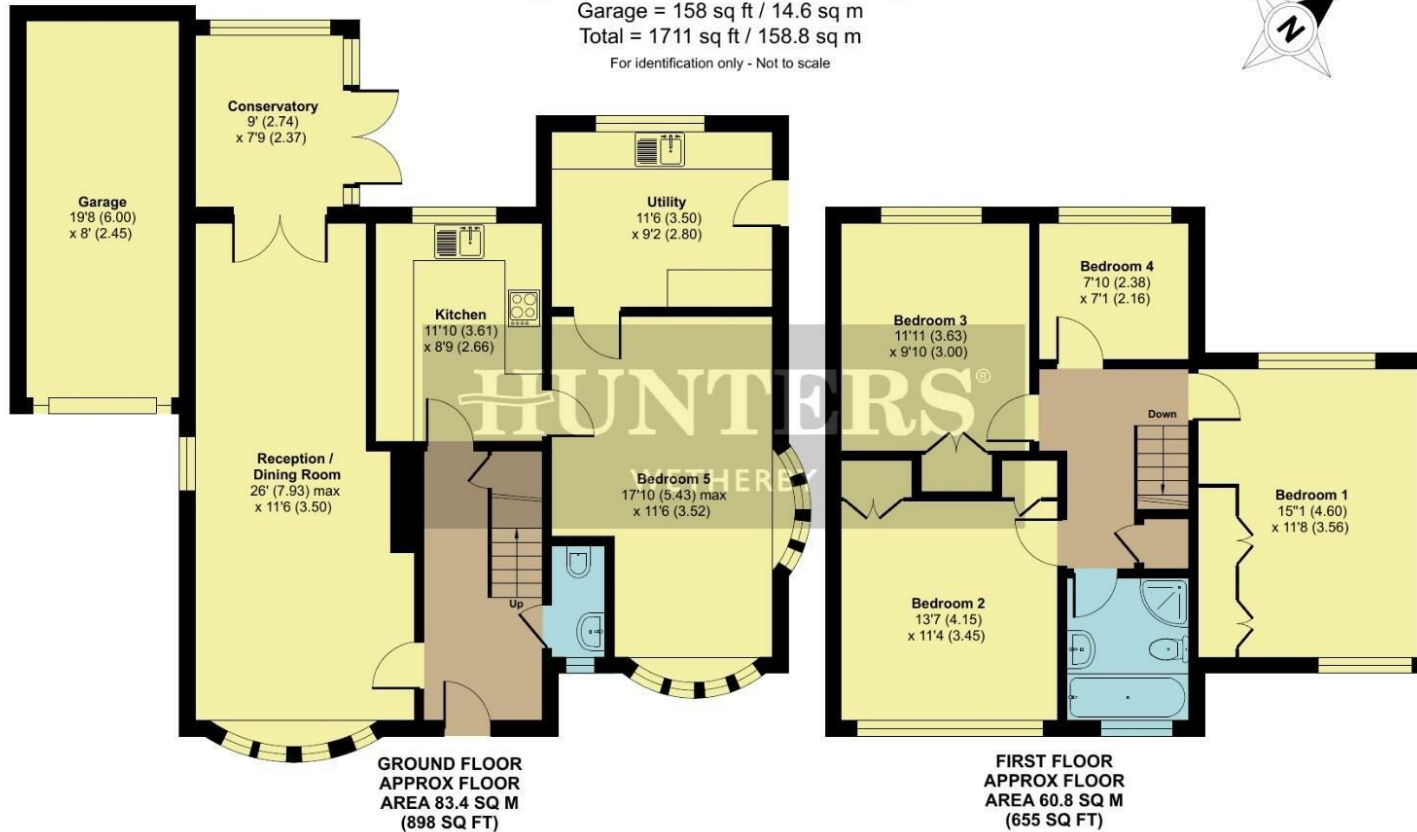 Garage = 158 sq ft / 14.6 sq m
Total = 1711 sq ft / 158.8 sq m
For identification only - Not to scale
N
Conservatory
9' (2.74)
x 7'9 (2.37)
Garage
19'8 (6.00)
x 8' (2.45)
Utility
11'6 (3.50)
x 9'2 (2.80)
Kitchen
11'10 (3.61)
x 8'9 (2.66)
Reception /
Dining Room
26' (7.93) max
x 11'6 (3.50)
Bedroom 5
17'10 (5.43) max
x 11'6 (3.52)
Up
HUNTERS®
WETHERBY
Bedroom 3
11'11 (3.63)
x 9'10 (3.00)
Bedroom 4
7'10 (2.38)
x 7'1 (2.16)
Down
Bedroom 1
15"1 (4.60)
x 11'8 (3.56)
Bedroom 2
13'7 (4.15)
x 11'4 (3.45)
GROUND FLOOR
APPROX FLOOR
AREA 83.4 SQ M
(898 SQ FT)
FIRST FLOOR
APPROX FLOOR
AREA 60.8 SQ M
(655 SQ FT)